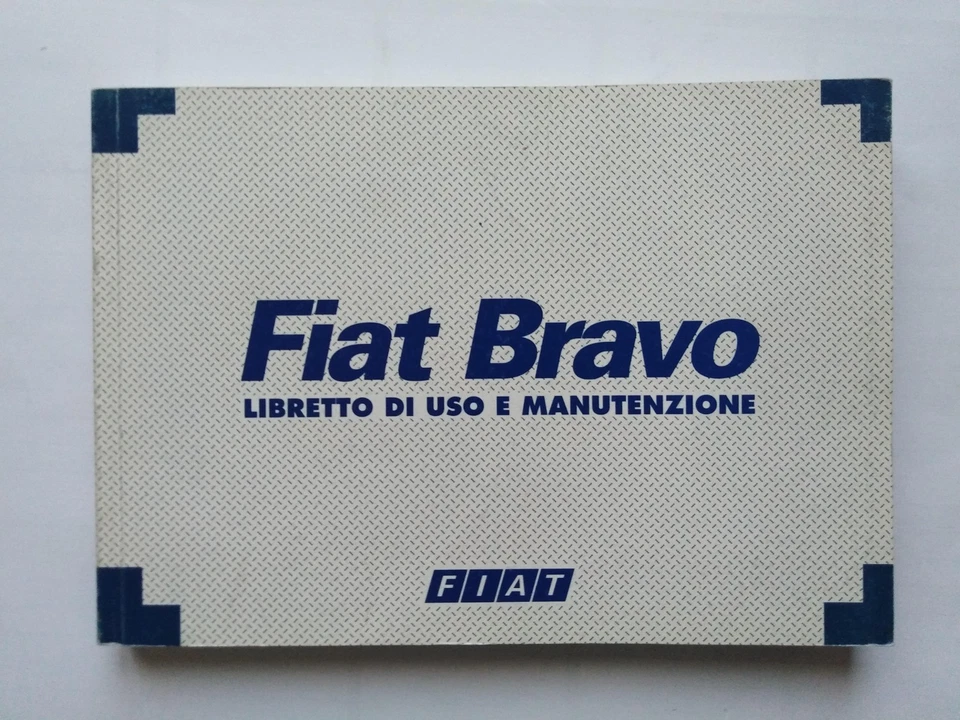 Fiat Bravo
LIBRETTO DI USO E MANUTENZIONE
FIAT